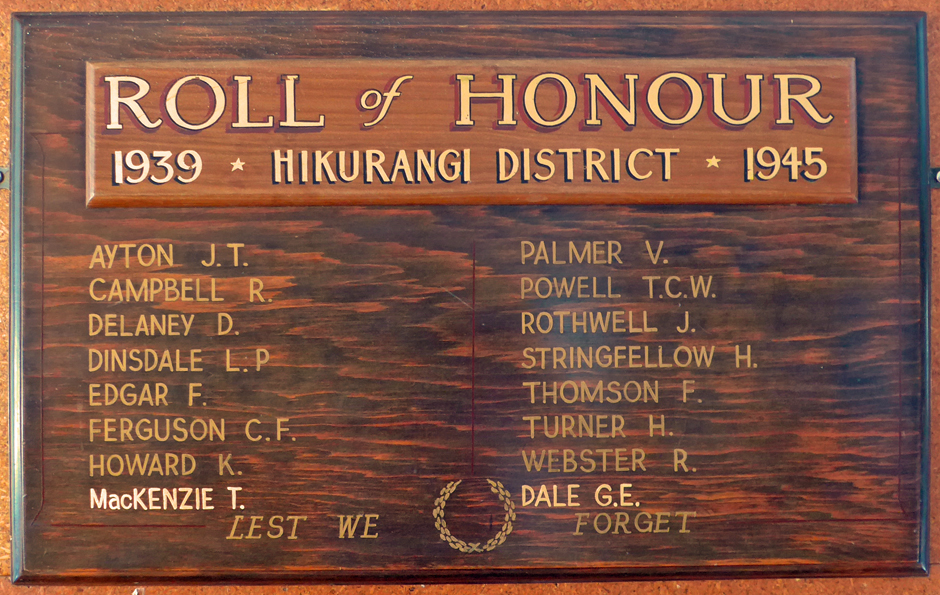 ROLL of HONOUR
1939 ★ HIKURANGI DISTRICT ★ 1945
AYTON J.T.
CAMPBELL R.
DELANEY D.
DINSDALE L.P
EDGAR F.
FERGUSON C.F.
HOWARD K.
MacKENZIE T.
PALMER V.
POWELL T.C.W.
ROTHWELL J.
STRINGFELLOW H.
THOMSON F.
TURNER H.
WEBSTER R.
DALE G.E.
LEST WE FORGET